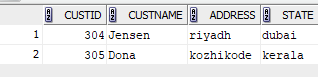 CUSTID CUSTNAME ADDRESS STATE
1 304 Jensen riyadh dubai
2 305 Dona kozhikode kerala